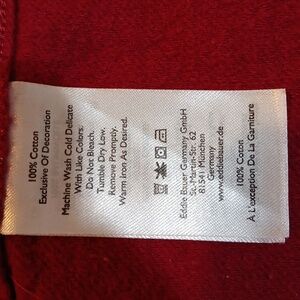 100% Cotton
Exclusive Of Decoration
Machine Wash Cold Delicate
With Like Colors.
Do Not Bleach.
Tumble Dry Low.
Remove Promptly.
Warm Iron As Desired.
Eddie Bauer Germany GmbH
St.-Martin-Str. 62
81541 München
Germany
www.eddiebauer.de
100% Coton
À L'exception De La Garniture